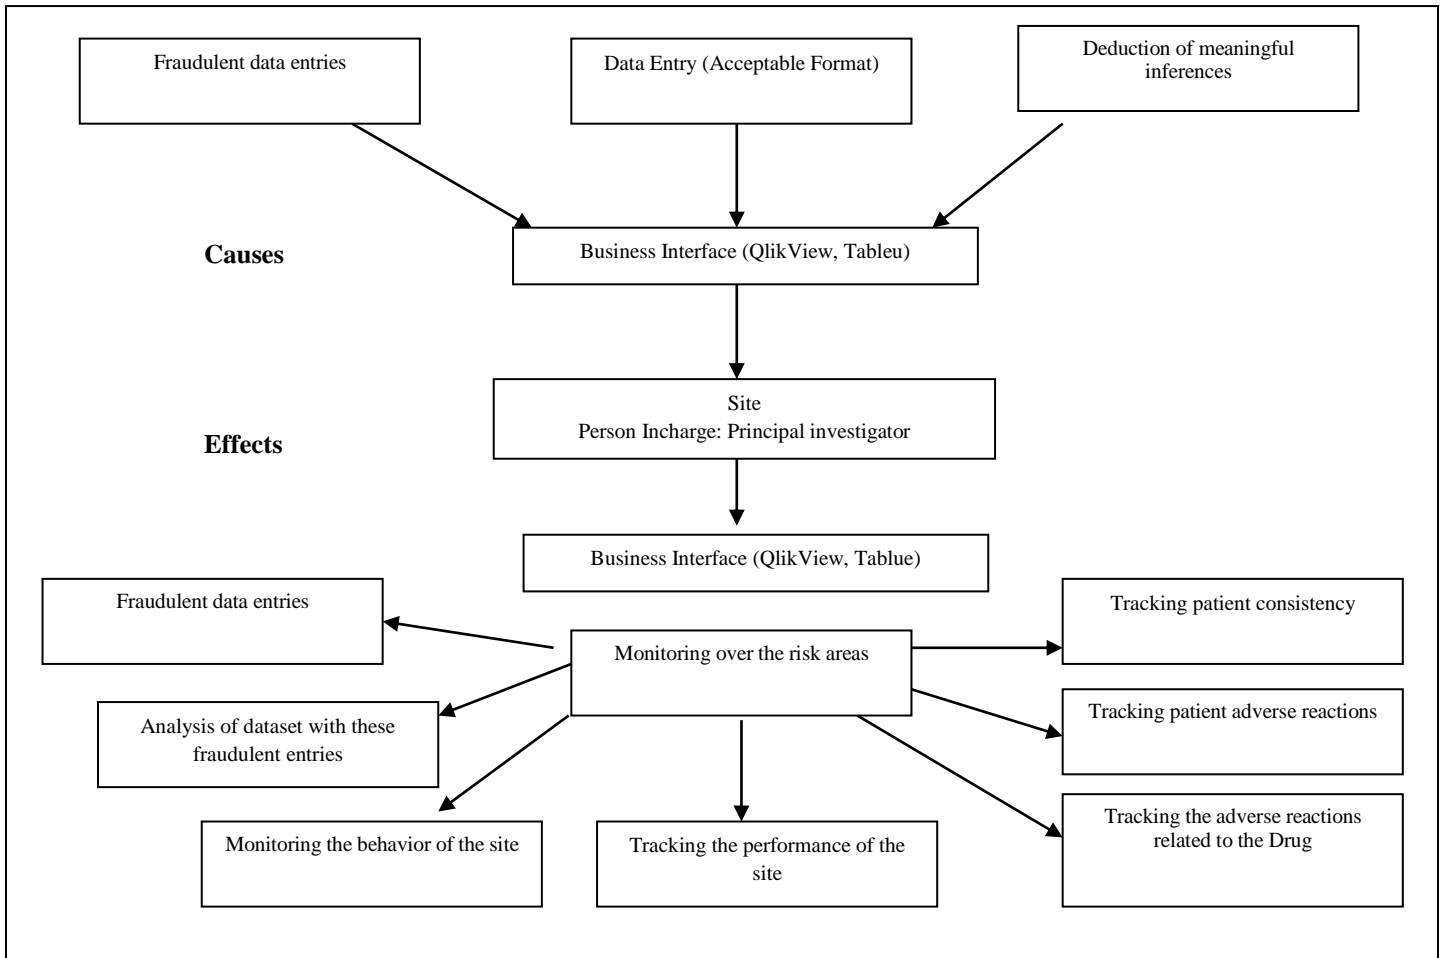 Fraudulent data entries
Data Entry (Acceptable Format)
Deduction of meaningful
inferences
Causes
Business Interface (QlikView, Tableu)
Site
Person Incharge: Principal investigator
Effects
Business Interface (QlikView, Tablue)
Fraudulent data entries
Tracking patient consistency
Monitoring over the risk areas
Analysis of dataset with these
fraudulent entries
Tracking patient adverse reactions
Monitoring the behavior of the site
Tracking the performance of the
site
Tracking the adverse reactions
related to the Drug